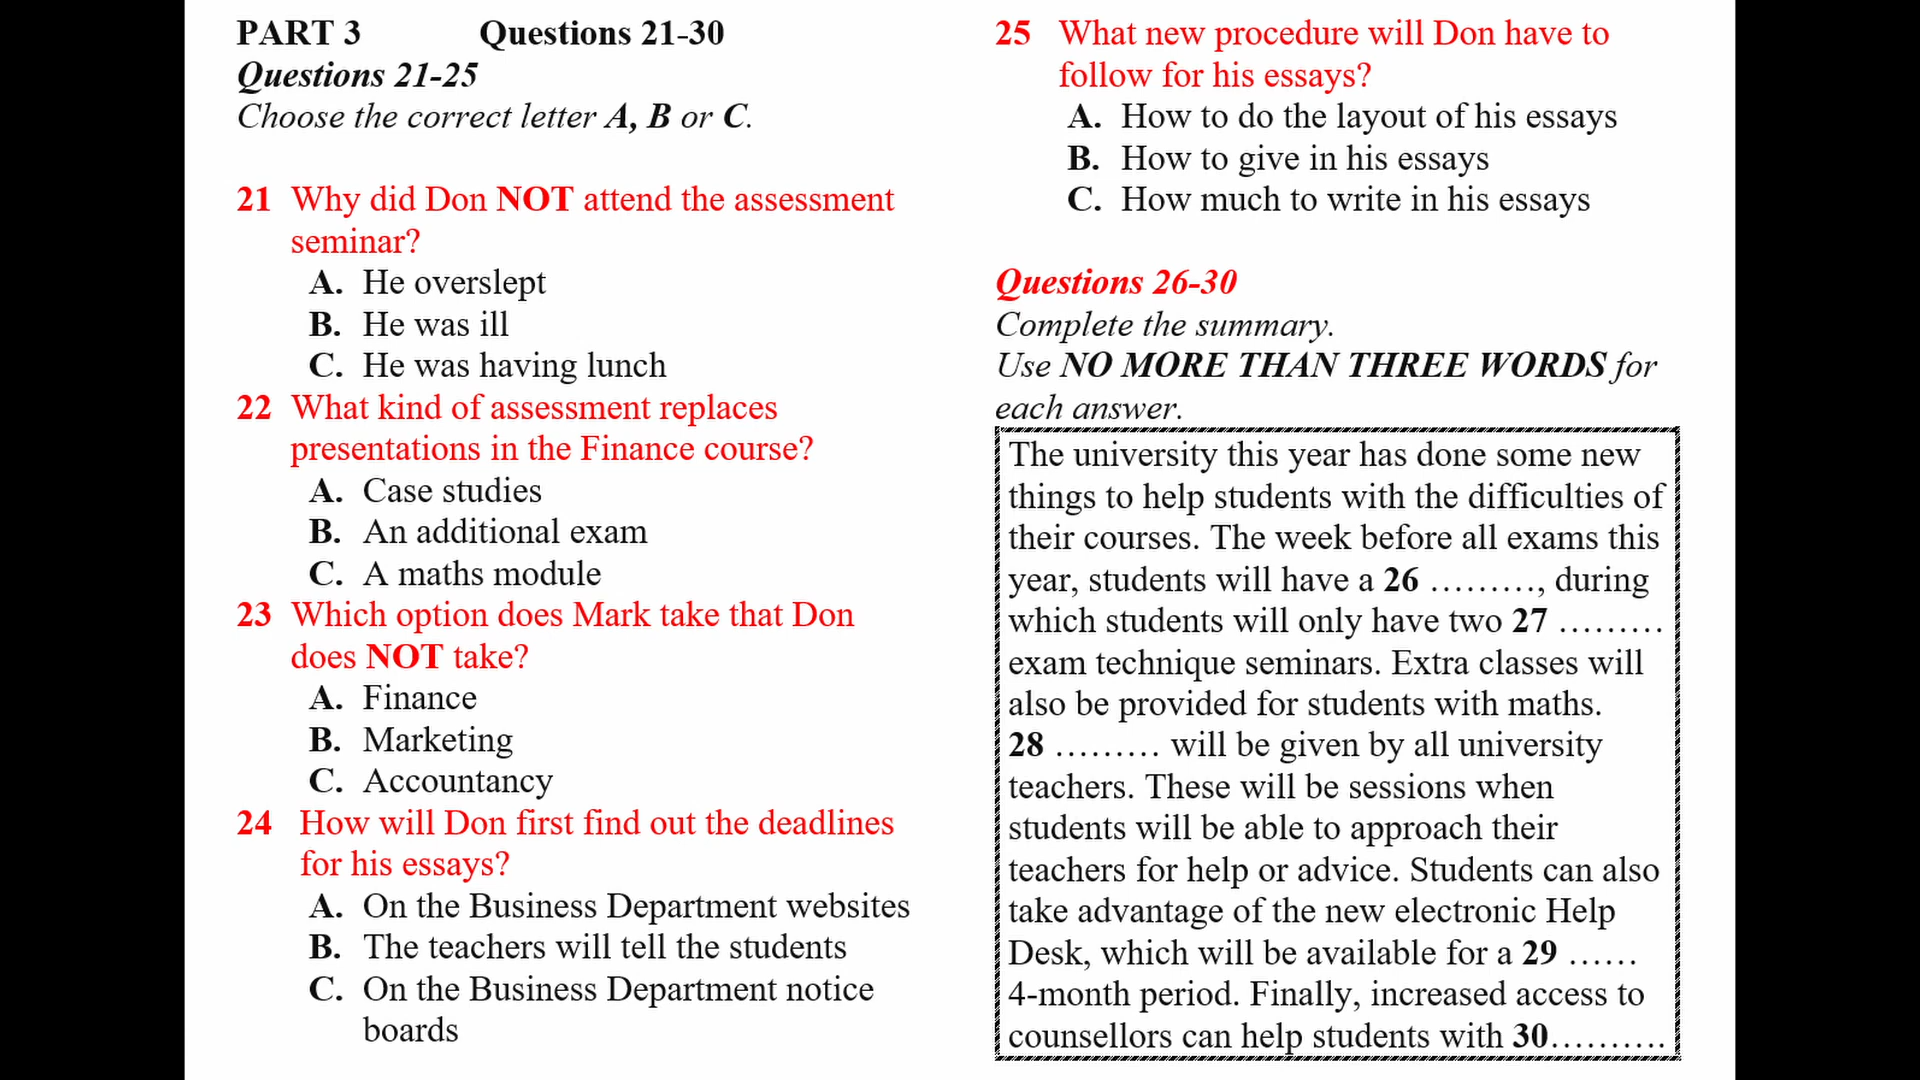 PART 3 Questions 21-30
Questions 21-25
Choose the correct letter A, B or C.
21 Why did Don NOT attend the assessment
seminar?
A. He overslept
B. He was ill
C. He was having lunch
22 What kind of assessment replaces
presentations in the Finance course?
A. Case studies
B. An additional exam
C. A maths module
23 Which option does Mark take that Don
does NOT take?
A. Finance
B. Marketing
C. Accountancy
24 How will Don first find out the deadlines
for his essays?
A. On the Business Department websites
B. The teachers will tell the students
C. On the Business Department notice
boards
25 What new procedure will Don have to
follow for his essays?
A. How to do the layout of his essays
B. How to give in his essays
C. How much to write in his essays
Questions 26-30
Complete the summary.
Use NO MORE THAN THREE WORDS for
each answer.
The university this year has done some new
things to help students with the difficulties of
their courses. The week before all exams this
year, students will have a 26 ………, during
which students will only have two 27 ………
exam technique seminars. Extra classes will
also be provided for students with maths.
28 ……… will be given by all university
teachers. These will be sessions when
students will be able to approach their
teachers for help or advice. Students can also
take advantage of the new electronic Help
Desk, which will be available for a 29 ……
4-month period. Finally, increased access to
counsellors can help students with 30……….